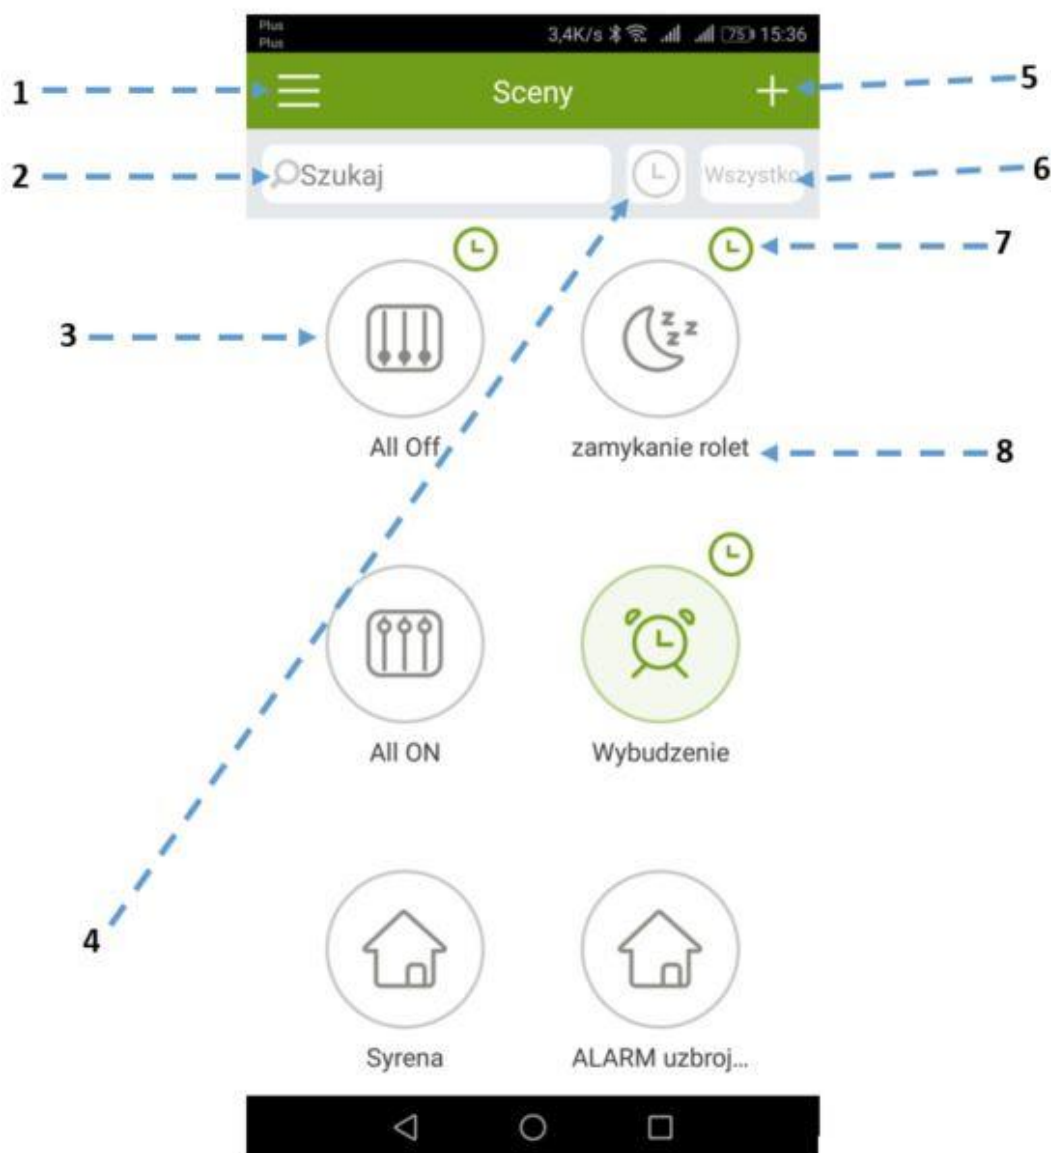 Plus
Plus
3,4K/s 75 15:36
1
Sceny
5
2
Szukaj
Wszystko
6
7
3
All Off
zamykanie rolet
8
All ON
Wybudzenie
4
Syrena
ALARM uzbroj...